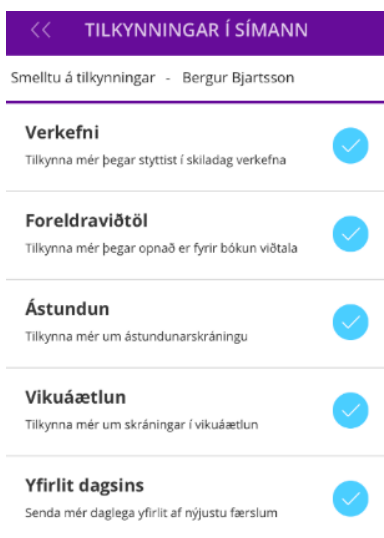 TILKYNNINGAR Í SÍMANN
Smelltu á tilkynningar - Bergur Bjartsson
Verkefni
Tilkynna mér þegar styttist í skiladag verkefna
Foreldraviðtöl
Tilkynna mér þegar opnað er fyrir bókun viðtala
Ástundun
Tilkynna mér um ástundunarskráningu
Vikuáætlun
Tilkynna mér um skráningar í vikuáætlun
Yfirlit dagsins
Senda mér daglega yfirlit af nýjustu færslum